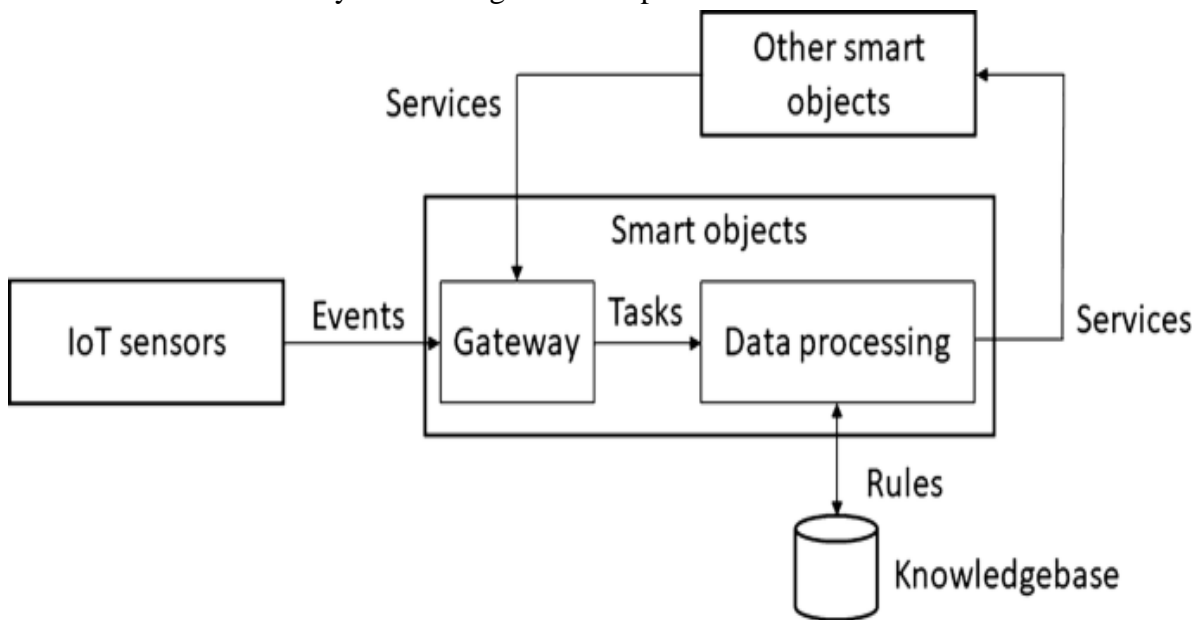 Other smart
objects
Services
Smart objects
IoT sensors
Events
Gateway
Tasks
Data processing
Services
Rules
Knowledgebase